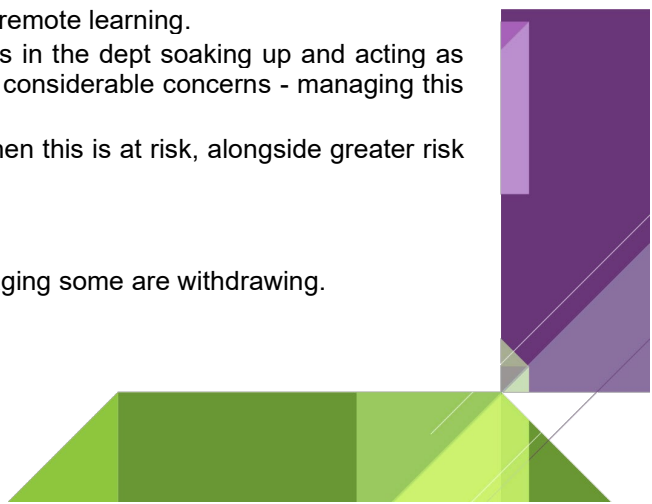 remote learning.
s in the dept soaking up and acting as
considerable concerns - managing this
en this is at risk, alongside greater risk
ging some are withdrawing.